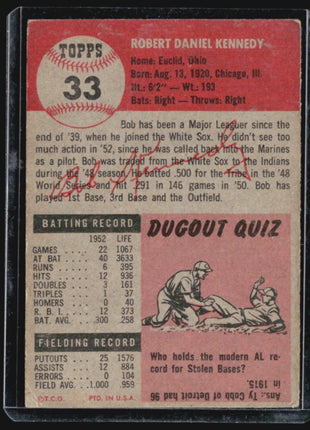 TOPPS
33
ROBERT DANIEL KENNEDY
Home: Euclid, Ohio
Born: Aug. 13, 1920, Chicago, Ill.
Ht.: 6'2" — Wt.: 193
Bats: Right — Throws: Right
Bob has been a Major Leaguer since the
end of '39, when he joined the White Sox. He didn't see
too much action in '52, since he was called back into the Marines
as a pilot. Bob was traded from the White Sox to the Indians
during the '48 season. He batted .500 for the tribe in the '48
World Series and hit .291 in 146 games in '50. Bob has
played 1st Base, 3rd Base and the Outfield.
Bob Kennedy
BATTING RECORD
1952 LIFE
GAMES 22 1067
AT BAT 40 3633
RUNS 6 395
HITS 12 936
DOUBLES 3 161
TRIPLES 1 37
HOMERS 0 40
R. B. I. 12 373
BAT. AVG. .300 .258
FIELDING RECORD
PUTOUTS 25 1576
ASSISTS 12 884
ERRORS 0 104
FIELD AVG. 1.000 .959
©T.C.G. PTD. IN U.S.A.
DUGOUT QUIZ
Who holds the modern AL re-
cord for Stolen Bases?
Ans.: Ty Cobb of Detroit had 96
in 1915.